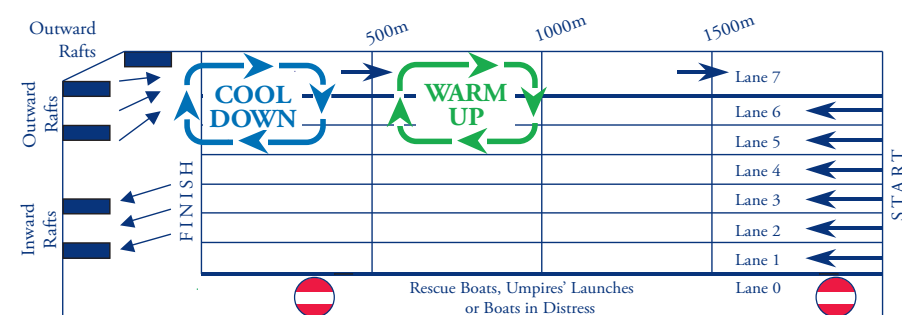 Outward
Rafts
500m
1000m
1500m
Outward
Rafts
COOL
DOWN
WARM
UP
Lane 7
Lane 6
Lane 5
Lane 4
Lane 3
Lane 2
Lane 1
Lane 0
FINISH
START
Inward
Rafts
Rescue Boats, Umpires’ Launches
or Boats in Distress